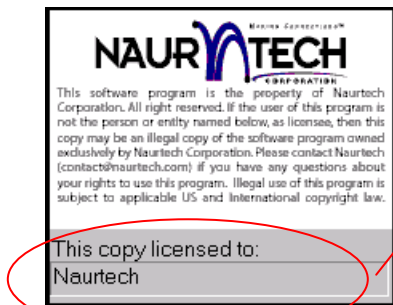 MAKING CONNECTIONS™
NAURTECH
CORPORATION
This software program is the property of Naurtech
Corporation. All right reserved. If the user of this program is
not the person or entity named below, as licensee, then this
copy may be an illegal copy of the software program owned
exclusively by Naurtech Corporation. Please contact Naurtech
(contact@naurtech.com) if you have any questions about
your rights to use this program. Illegal use of this program is
subject to applicable US and International copyright law.
This copy licensed to:
Naurtech